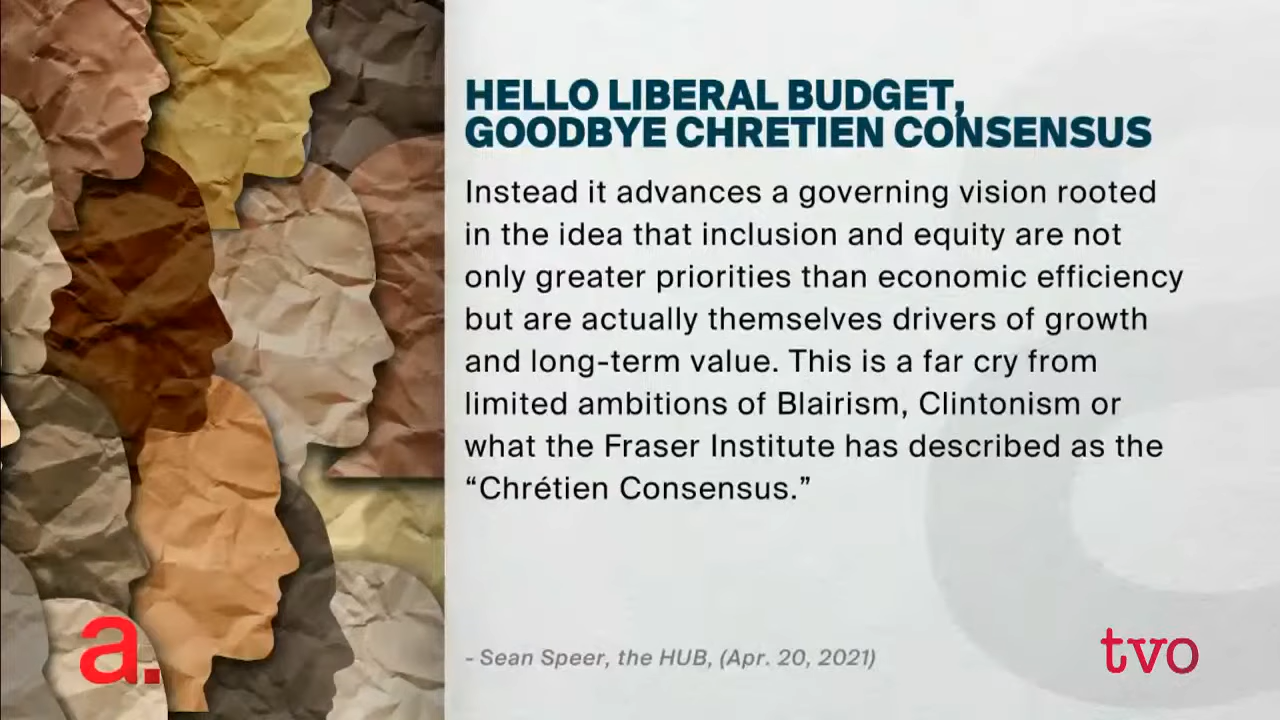 HELLO LIBERAL BUDGET,
GOODBYE CHRETIEN CONSENSUS
Instead it advances a governing vision rooted
in the idea that inclusion and equity are not
only greater priorities than economic efficiency
but are actually themselves drivers of growth
and long-term value. This is a far cry from
limited ambitions of Blairism, Clintonism or
what the Fraser Institute has described as the
“Chrétien Consensus.”
- Sean Speer, the HUB, (Apr. 20, 2021)
a.
tvo